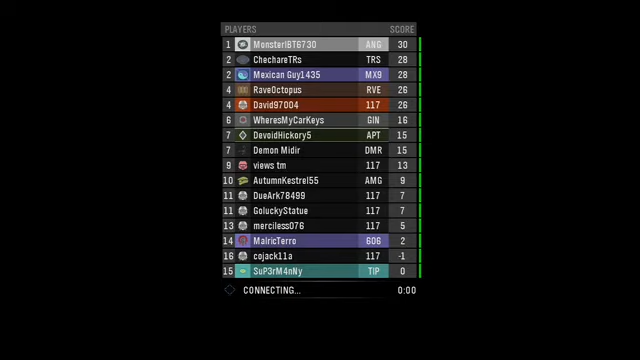 PLAYERS SCORE
1 MonsterIBT6730 ANG 30
2 ChechareTRs TRS 28
2 Mexican Guy1435 MX9 28
4 RaveOctopus RVE 26
4 David97004 117 26
6 WheresMyCarKeys GIN 16
7 DevoidHickory5 APT 15
7 Demon Midir DMR 15
9 views tm 117 13
10 AutumnKestrel55 AMG 9
11 DueArk78499 117 7
11 GoluckyStatue 117 7
13 merciless076 117 5
14 MalricTerro 606 2
16 cojack11a 117 -1
15 SuP3rM4nNy TIP 0
CONNECTING... 0:00